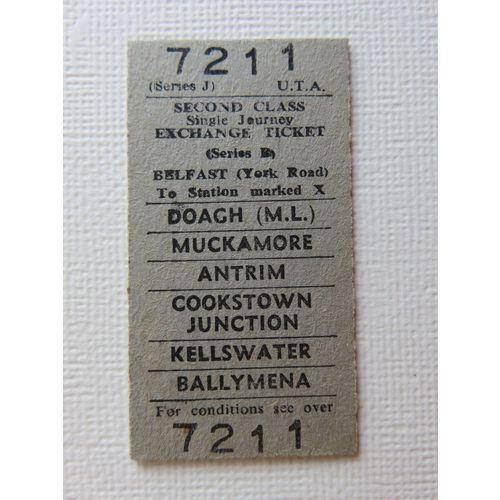 7211
(Series J) U.T.A.
SECOND CLASS
Single Journey
EXCHANGE TICKET
(Series B)
BELFAST (York Road)
To Station marked X
DOAGH (M.L.)
MUCKAMORE
ANTRIM
COOKSTOWN
JUNCTION
KELLSWATER
BALLYMENA
For conditions see over
7211